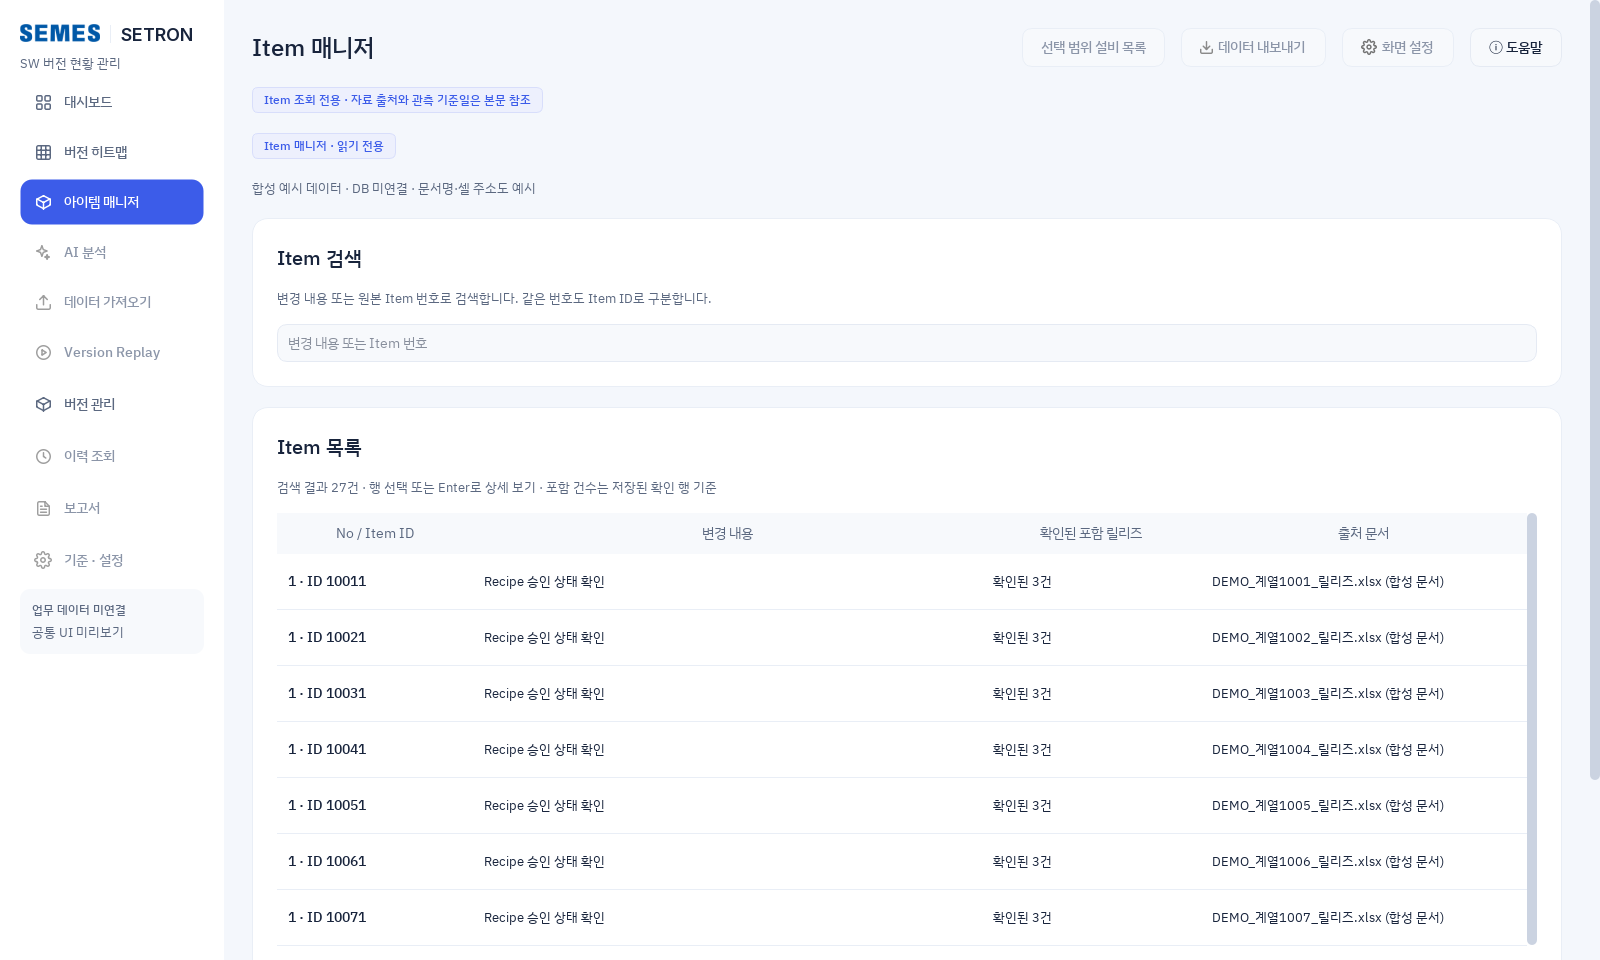 SEMES SETRON
SW 버전 현황 관리
대시보드
버전 히트맵
아이템 매니저
AI 분석
데이터 가져오기
Version Replay
버전 관리
이력 조회
보고서
기준 · 설정
업무 데이터 미연결
공통 UI 미리보기
Item 매니저
선택 범위 설비 목록
데이터 내보내기
화면 설정
도움말
Item 조회 전용 · 자료 출처와 관측 기준일은 본문 참조
Item 매니저 · 읽기 전용
합성 예시 데이터 · DB 미연결 · 문서명·셀 주소도 예시
Item 검색
변경 내용 또는 원본 Item 번호로 검색합니다. 같은 번호도 Item ID로 구분합니다.
변경 내용 또는 Item 번호
Item 목록
검색 결과 27건 · 행 선택 또는 Enter로 상세 보기 · 포함 건수는 저장된 확인 행 기준
No / Item ID 변경 내용 확인된 포함 릴리즈 출처 문서
1 · ID 10011 Recipe 승인 상태 확인 확인된 3건 DEMO_계열1001_릴리즈.xlsx (합성 문서)
1 · ID 10021 Recipe 승인 상태 확인 확인된 3건 DEMO_계열1002_릴리즈.xlsx (합성 문서)
1 · ID 10031 Recipe 승인 상태 확인 확인된 3건 DEMO_계열1003_릴리즈.xlsx (합성 문서)
1 · ID 10041 Recipe 승인 상태 확인 확인된 3건 DEMO_계열1004_릴리즈.xlsx (합성 문서)
1 · ID 10051 Recipe 승인 상태 확인 확인된 3건 DEMO_계열1005_릴리즈.xlsx (합성 문서)
1 · ID 10061 Recipe 승인 상태 확인 확인된 3건 DEMO_계열1006_릴리즈.xlsx (합성 문서)
1 · ID 10071 Recipe 승인 상태 확인 확인된 3건 DEMO_계열1007_릴리즈.xlsx (합성 문서)